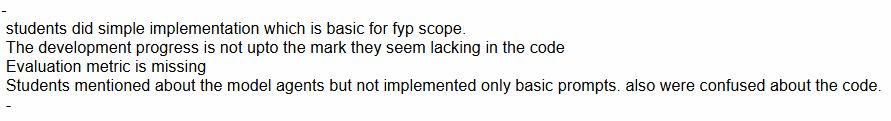 -
students did simple implementation which is basic for fyp scope.
The development progress is not upto the mark they seem lacking in the code
Evaluation metric is missing
Students mentioned about the model agents but not implemented only basic prompts. also were confused about the code.
-